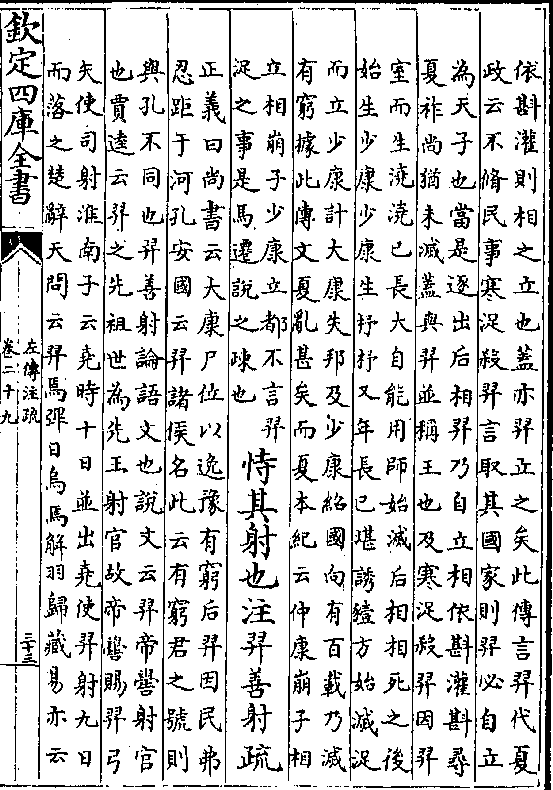 依斟灌則相之立也蓋亦羿立之矣此傳言羿代夏
政云不脩民事寒浞殺羿言取其國家則羿必自立
為天子也當是逐出后相羿乃自立相依斟灌斟尋
夏祚尚猶未滅蓋與羿並稱王也及寒浞殺羿因羿
室而生澆澆已長大自能用師始滅后相相死之後
始生少康少康生杼杼又年長已堪誘豷方始滅浞
而立少康計大康失邦及少康紹國向有百載乃滅
有窮據此傳文夏亂甚矣而夏本紀云仲康崩子相
立相崩子少康立都不言羿
浞之事是馬遷說之疎也
恃其射也注羿善射疏
正義曰尚書云大康尸位以逸豫有窮后羿因民弗
忍距于河孔安國云羿諸侯名此云有窮君之號則
與孔不同也羿善射論語文也說文云羿帝嚳射官
也賈逵云羿之先祖世為先王射官故帝嚳賜羿弓
矢使司射淮南子云堯時十日並出堯使羿射九日
而落之楚辭天問云羿焉彃日烏焉解羽歸藏易亦云
欽定四庫全書
左傳注疏
卷二十九
三十三